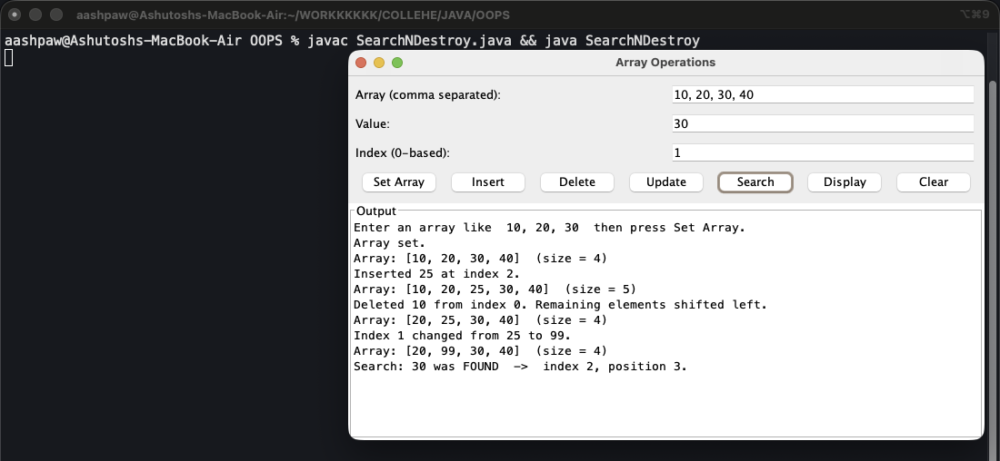 aashpaw@Ashutoshs-MacBook-Air:~/WORKKKKKK/COLLEHE/JAVA/OOPS ⌥⌘9
aashpaw@Ashutoshs-MacBook-Air OOPS % javac SearchNDestroy.java && java SearchNDestroy
Array Operations
Array (comma separated): 10, 20, 30, 40
Value: 30
Index (0-based): 1
Set Array Insert Delete Update Search Display Clear
Output
Enter an array like  10, 20, 30  then press Set Array.
Array set.
Array: [10, 20, 30, 40]  (size = 4)
Inserted 25 at index 2.
Array: [10, 20, 25, 30, 40]  (size = 5)
Deleted 10 from index 0. Remaining elements shifted left.
Array: [20, 25, 30, 40]  (size = 4)
Index 1 changed from 25 to 99.
Array: [20, 99, 30, 40]  (size = 4)
Search: 30 was FOUND  ->  index 2, position 3.